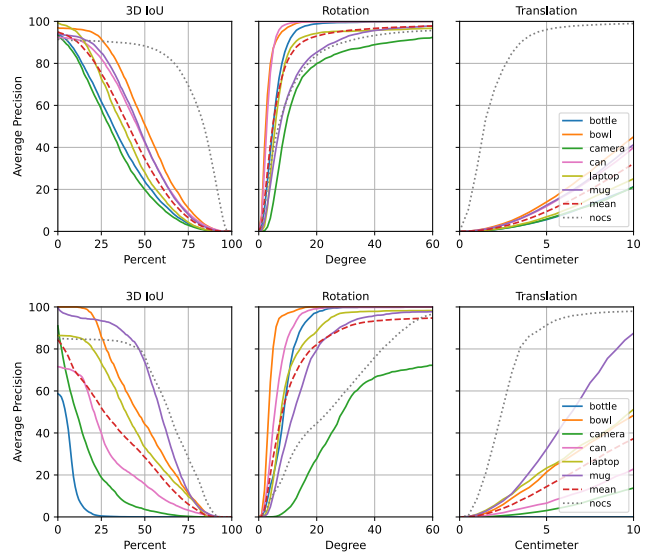 3D IoU
Rotation
Translation
100
80
60
40
20
0
Average Precision
0 25 50 75 100
Percent
0 20 40 60
Degree
0 5 10
Centimeter
bottle
bowl
camera
can
laptop
mug
mean
nocs
3D IoU
Rotation
Translation
100
80
60
40
20
0
Average Precision
0 25 50 75 100
Percent
0 20 40 60
Degree
0 5 10
Centimeter
bottle
bowl
camera
can
laptop
mug
mean
nocs